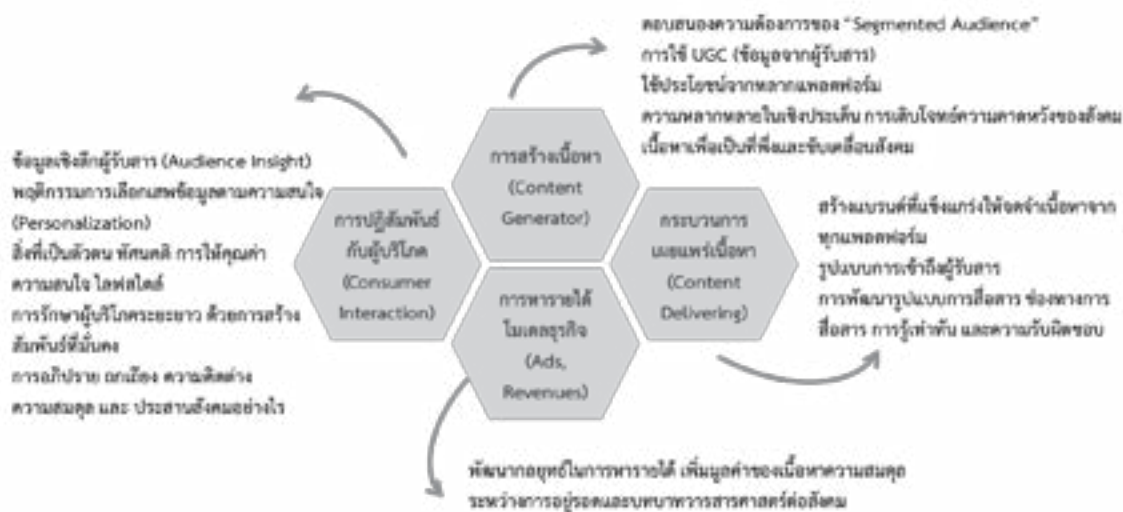 ตอบสนองความต้องการของ “Segmented Audience”
การใช้ UGC (ข้อมูลจากผู้รับสาร)
ใช้ประโยชน์จากหลากแพลตฟอร์ม
ความหลากหลายในเชิงประเด็น การเติบโจทย์ความคาดหวังของสังคม
เนื้อหาเพื่อเป็นที่พึ่งและขับเคลื่อนสังคม
ข้อมูลเชิงลึกผู้รับสาร (Audience Insight)
พฤติกรรมการเลือกเสพข้อมูลตามความสนใจ
(Personalization)
สิ่งที่เป็นตัวตน ทัศนคติ การให้คุณค่า
ความสนใจ ไลฟสไตล์
การรักษาผู้บริโภคระยะยาว ด้วยการสร้าง
สัมพันธ์ที่มั่นคง
การอภิปราย ถกเถียง ความคิดต่าง
ความสมดุล และ ประสานสังคมอย่างไร
การปฏิสัมพันธ์
กับผู้บริโภค
(Consumer
Interaction)
การสร้างเนื้อหา
(Content
Generator)
การหารายได้
โมเดลธุรกิจ
(Ads,
Revenues)
กระบวนการ
เผยแพร่เนื้อหา
(Content
Delivering)
สร้างแบรนด์ที่แข็งแกร่งให้จดจำเนื้อหาจาก
ทุกแพลตฟอร์ม
รูปแบบการเข้าถึงผู้รับสาร
การพัฒนารูปแบบการสื่อสาร ช่องทางการ
สื่อสาร การรู้เท่าทัน และความรับผิดชอบ
พัฒนากลยุทธ์ในการหารายได้ เพิ่มมูลค่าของเนื้อหาความสมดุล
ระหว่างการอยู่รอดและบทบาทวารสารศาสตร์ต่อสังคม